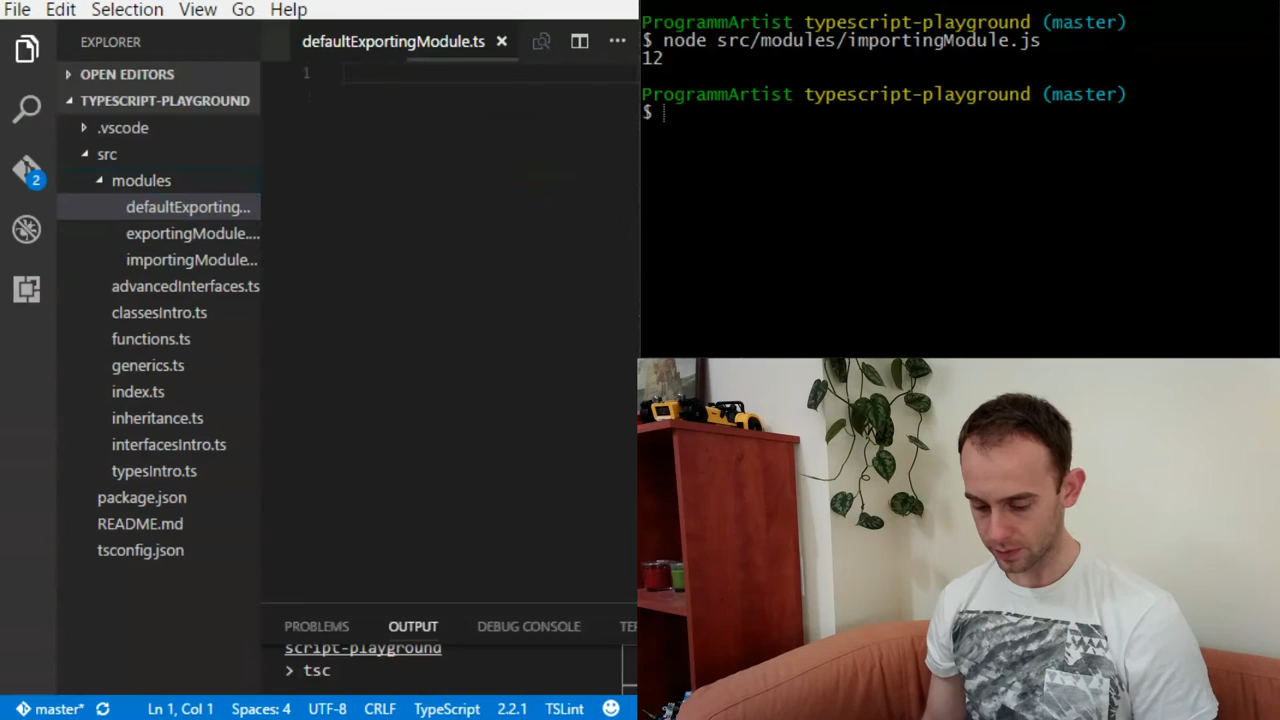 File Edit Selection View Go Help
EXPLORER
OPEN EDITORS
TYPESCRIPT-PLAYGROUND
.vscode
src
modules
defaultExporting...
exportingModule....
importingModule...
advancedInterfaces.ts
classesIntro.ts
functions.ts
generics.ts
index.ts
inheritance.ts
interfacesIntro.ts
typesIntro.ts
package.json
README.md
tsconfig.json
2
defaultExportingModule.ts
1
PROBLEMS OUTPUT DEBUG CONSOLE TE
script-playground
> tsc
master* Ln 1, Col 1 Spaces: 4 UTF-8 CRLF TypeScript 2.2.1 TSLint
ProgrammArtist typescript-playground (master)
$ node src/modules/importingModule.js
12
ProgrammArtist typescript-playground (master)
$